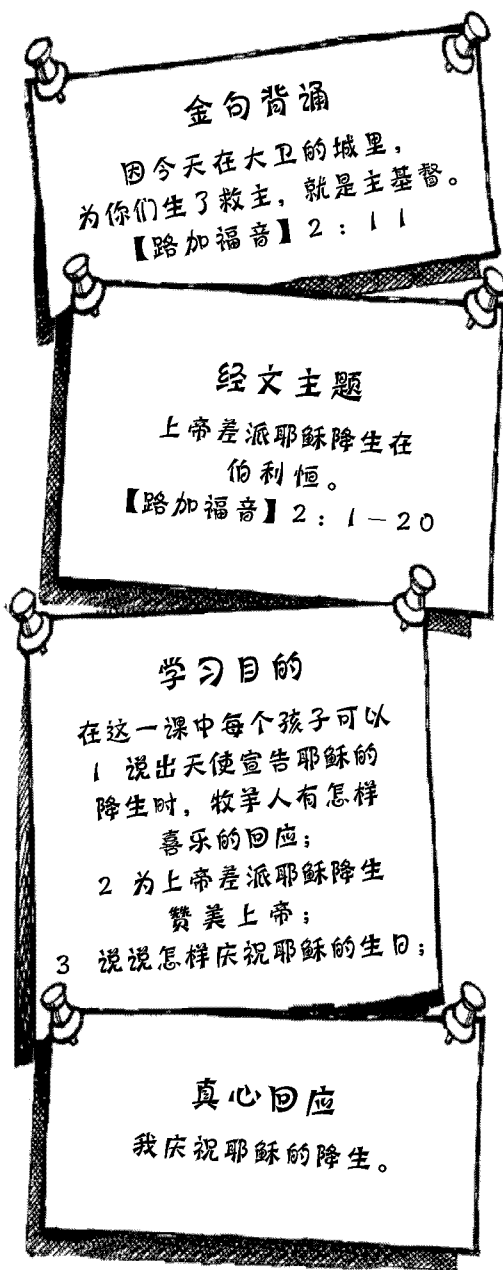 金句背诵
因今天在大卫的城里，
为你们生了救主，就是主基督。
【路加福音】2：11
经文主题
上帝差派耶稣降生在
伯利恒。
【路加福音】2：1－20
学习目的
在这一课中每个孩子可以
1 说出天使宣告耶稣的
降生时，牧羊人有怎样
喜乐的回应；
2 为上帝差派耶稣降生
赞美上帝；
3 说说怎样庆祝耶稣的生日；
真心回应
我庆祝耶稣的降生。